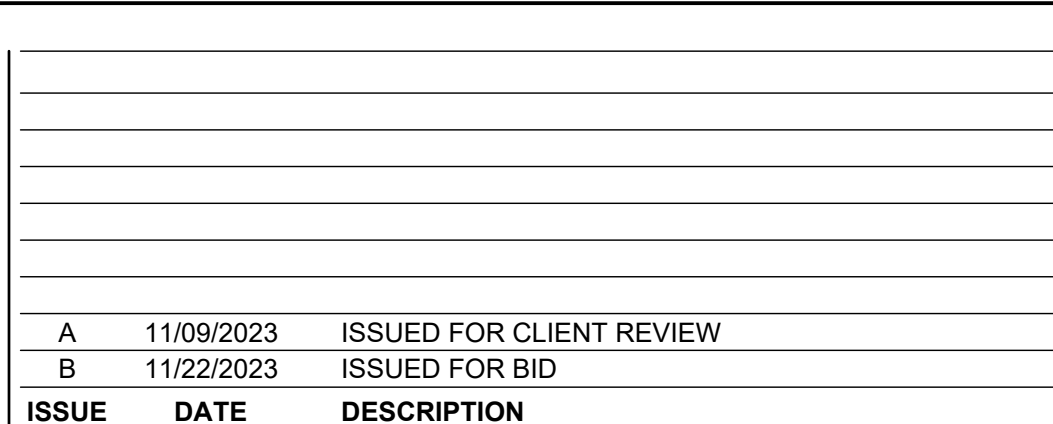 A 11/09/2023 ISSUED FOR CLIENT REVIEW
B 11/22/2023 ISSUED FOR BID
ISSUE DATE DESCRIPTION